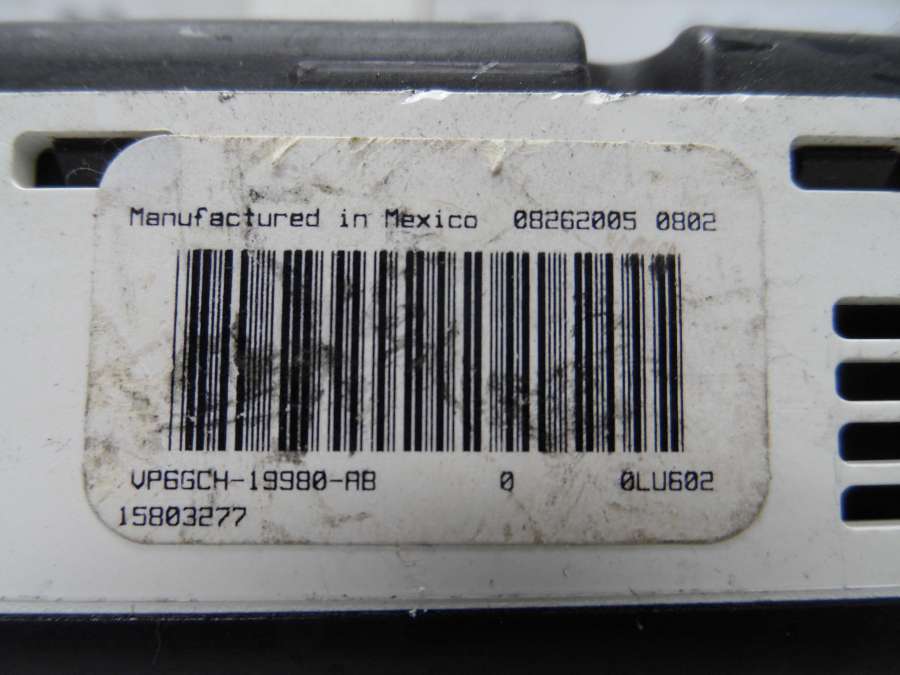 Manufactured in Mexico 08262005 0802
VP6GCH-19980-AB 0 0LU602
15803277